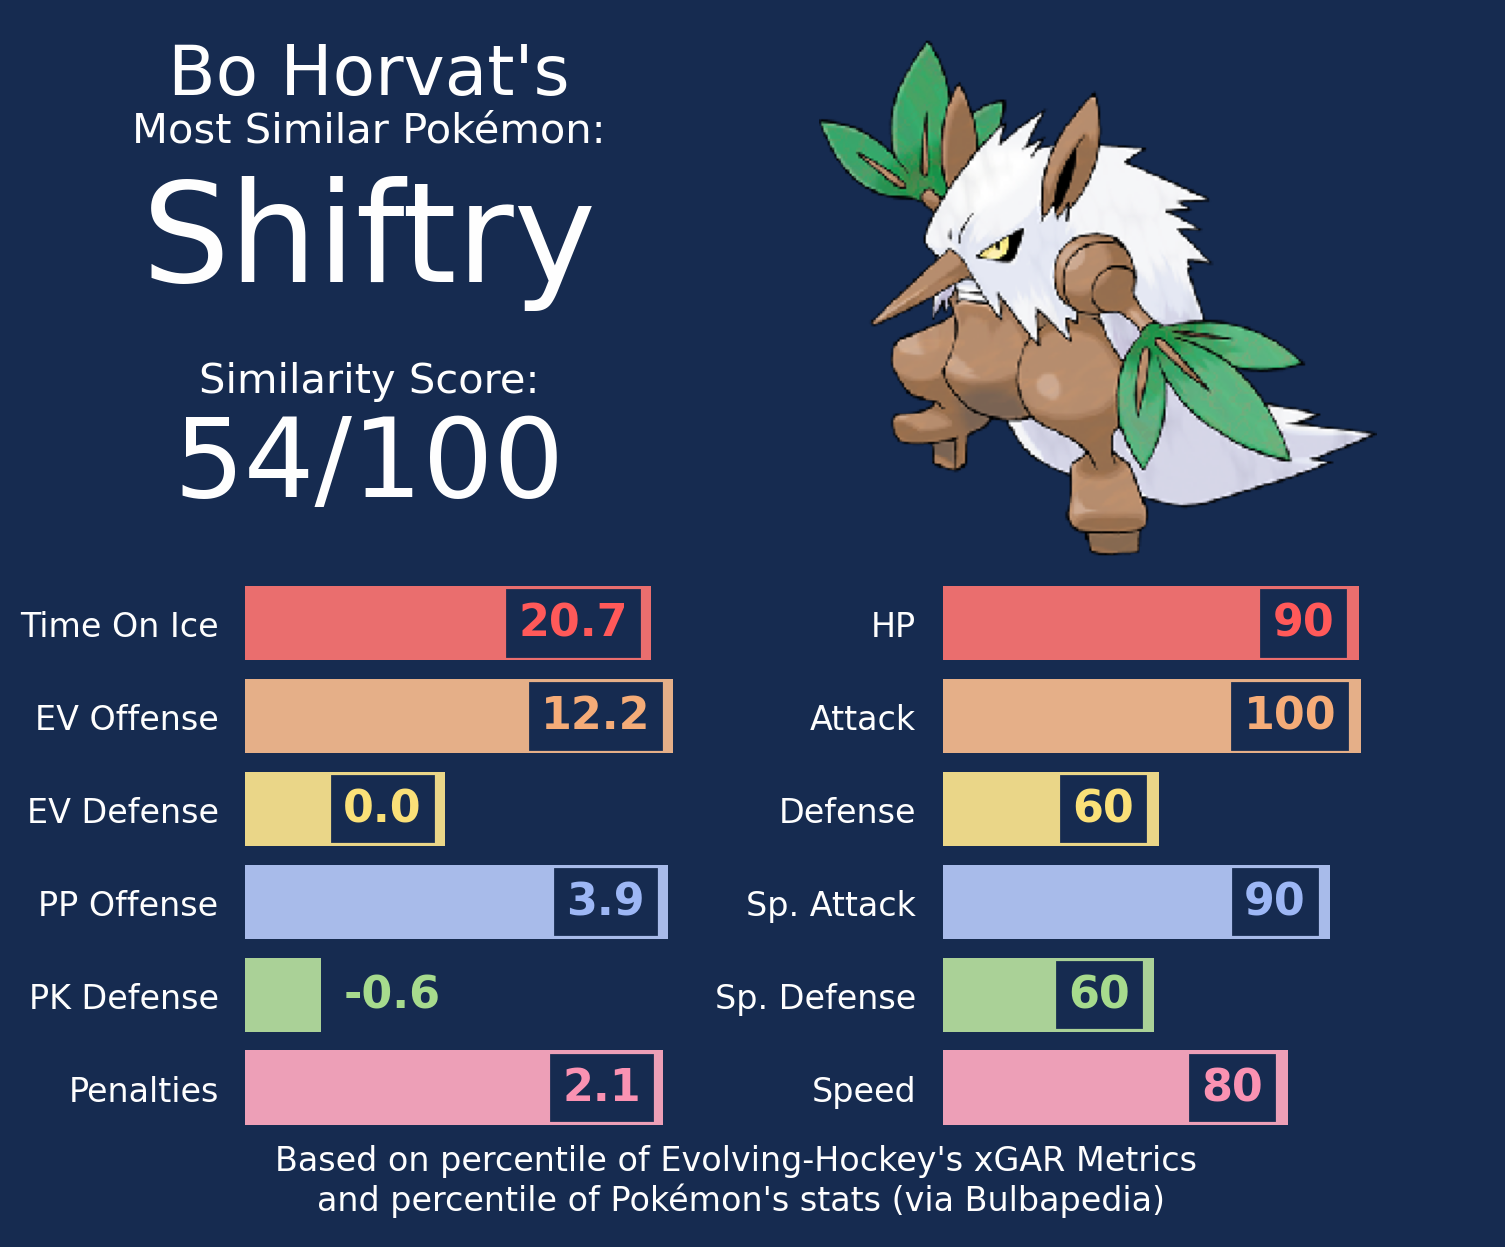 Bo Horvat's
Most Similar Pokémon:
Shiftry
Similarity Score:
54/100
Time On Ice 20.7
EV Offense 12.2
EV Defense 0.0
PP Offense 3.9
PK Defense -0.6
Penalties 2.1
HP 90
Attack 100
Defense 60
Sp. Attack 90
Sp. Defense 60
Speed 80
Based on percentile of Evolving-Hockey's xGAR Metrics
and percentile of Pokémon's stats (via Bulbapedia)